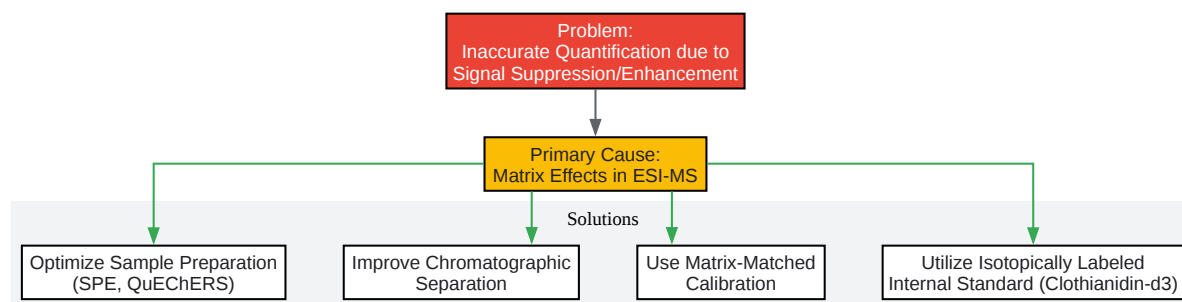 Problem:
Inaccurate Quantification due to
Signal Suppression/Enhancement
Primary Cause:
Matrix Effects in ESI-MS
Solutions
Optimize Sample Preparation
(SPE, QuEChERS)
Improve Chromatographic
Separation
Use Matrix-Matched
Calibration
Utilize Isotopically Labeled
Internal Standard (Clothianidin-d3)